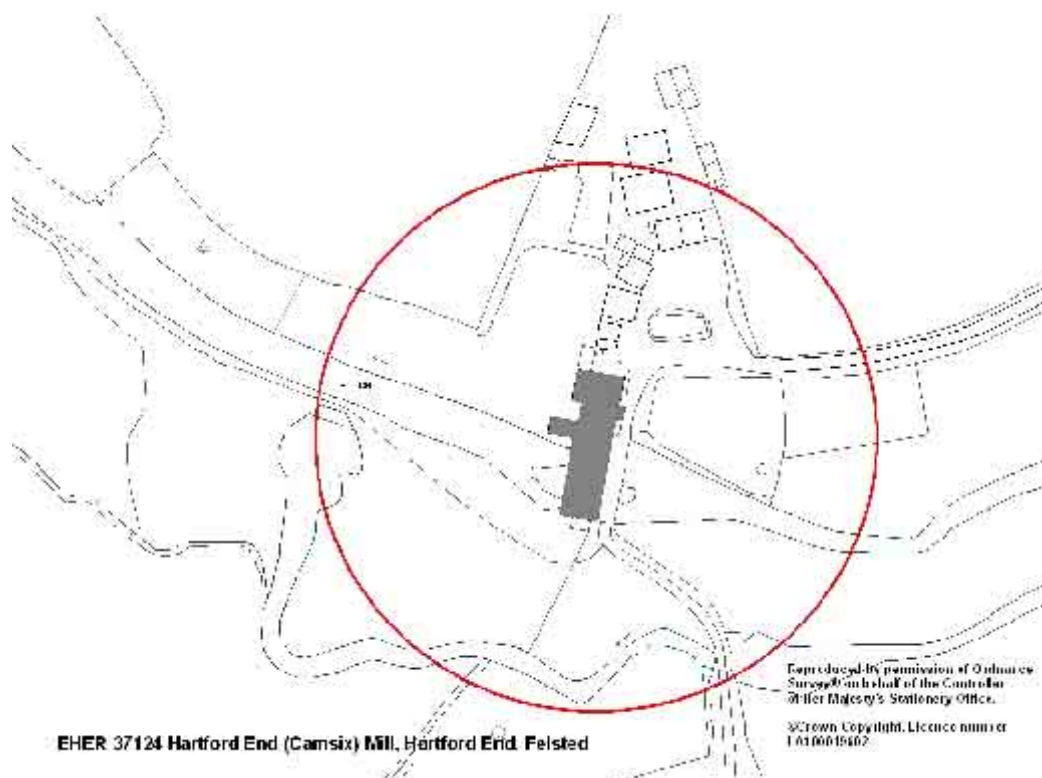 EHER 37124 Hartford End (Camsix) Mill, Hartford End, Felsted
Reproduced by permission of Ordnance
Survey® on behalf of the Controller
of Her Majesty's Stationery Office.
©Crown Copyright. Licence number